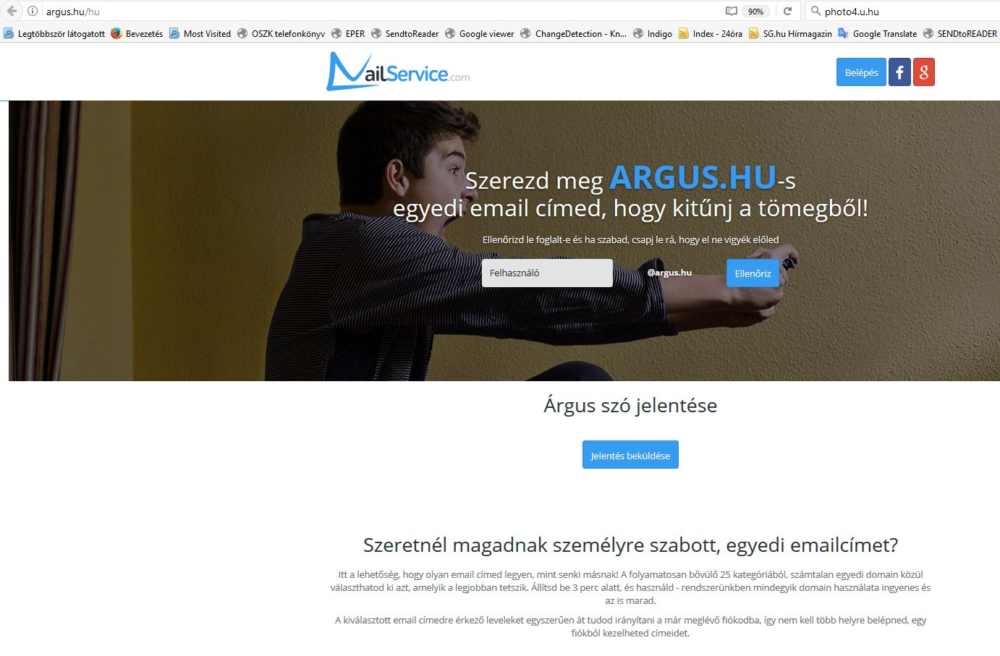 argus.hu/hu
90%
photo4.u.hu
Legtöbbször látogatott
Bevezetés
Most Visited
OSZK telefonkönyv
EPER
SendtoReader
Google viewer
ChangeDetection - Kn...
Indigo
Index - 24óra
SG.hu Hírmagazin
Google Translate
SENDtoREADER
MailService.com
Belépés
f
g
Szerezd meg ARGUS.HU-s
egyedi email címed, hogy kitűnj a tömegből!
Ellenőrizd le foglalt-e és ha szabad, csapj le rá, hogy el ne vigyék előled
Felhasználó
@argus.hu
Ellenőriz
Árgus szó jelentése
Jelentés beküldése
Szeretnél magadnak személyre szabott, egyedi emailcímet?
Itt a lehetőség, hogy olyan email címed legyen, mint senki másnak! A folyamatosan bővülő 25 kategóriából, számtalan egyedi domain közül
választhatod ki azt, amelyik a legjobban tetszik. Állítsd be 3 perc alatt, és használd - rendszerünkben mindegyik domain használata ingyenes és
az is marad.
A kiválasztott email címedre érkező leveleket egyszerűen át tudod irányítani a már meglévő fiókodba, így nem kell több helyre belépned, egy
fiókból kezelheted címeidet.